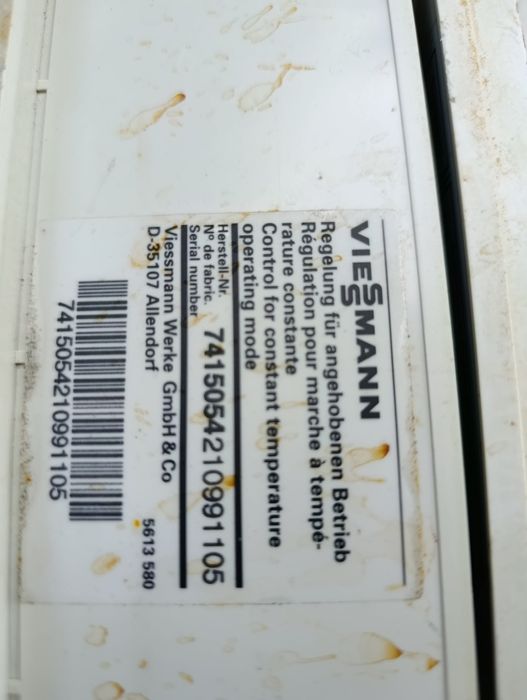 VIESSMANN
Regelung für angehobenen Betrieb
Régulation pour marche à tempé-
rature constante
Control for constant temperature
operating mode
Herstell-Nr.
N° de fabric.
Serial number
7415054210991105
Viessmann Werke GmbH & Co
D-35107 Allendorf
5613 580
7415054210991105